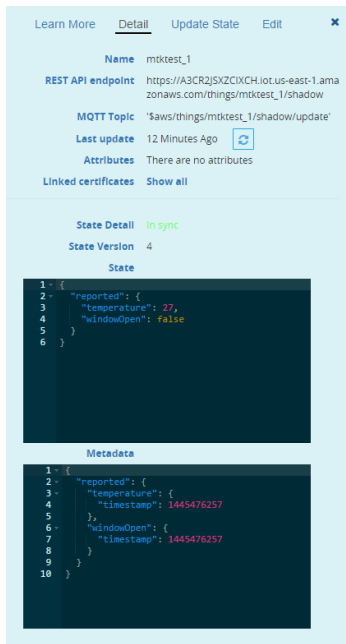 Learn More Detail Update State Edit ×
Name mtktest_1
REST API endpoint https://A3CR2JSXZCIXCH.iot.us-east-1.ama
zonaws.com/things/mtktest_1/shadow
MQTT Topic '$aws/things/mtktest_1/shadow/update'
Last update 12 Minutes Ago
Attributes There are no attributes
Linked certificates Show all
State Detail In sync
State Version 4
State
1 {
2 "reported": {
3 "temperature": 27,
4 "windowOpen": false
5 }
6 }
Metadata
1 {
2 "reported": {
3 "temperature": {
4 "timestamp": 1445476257
5 },
6 "windowOpen": {
7 "timestamp": 1445476257
8 }
9 }
10 }